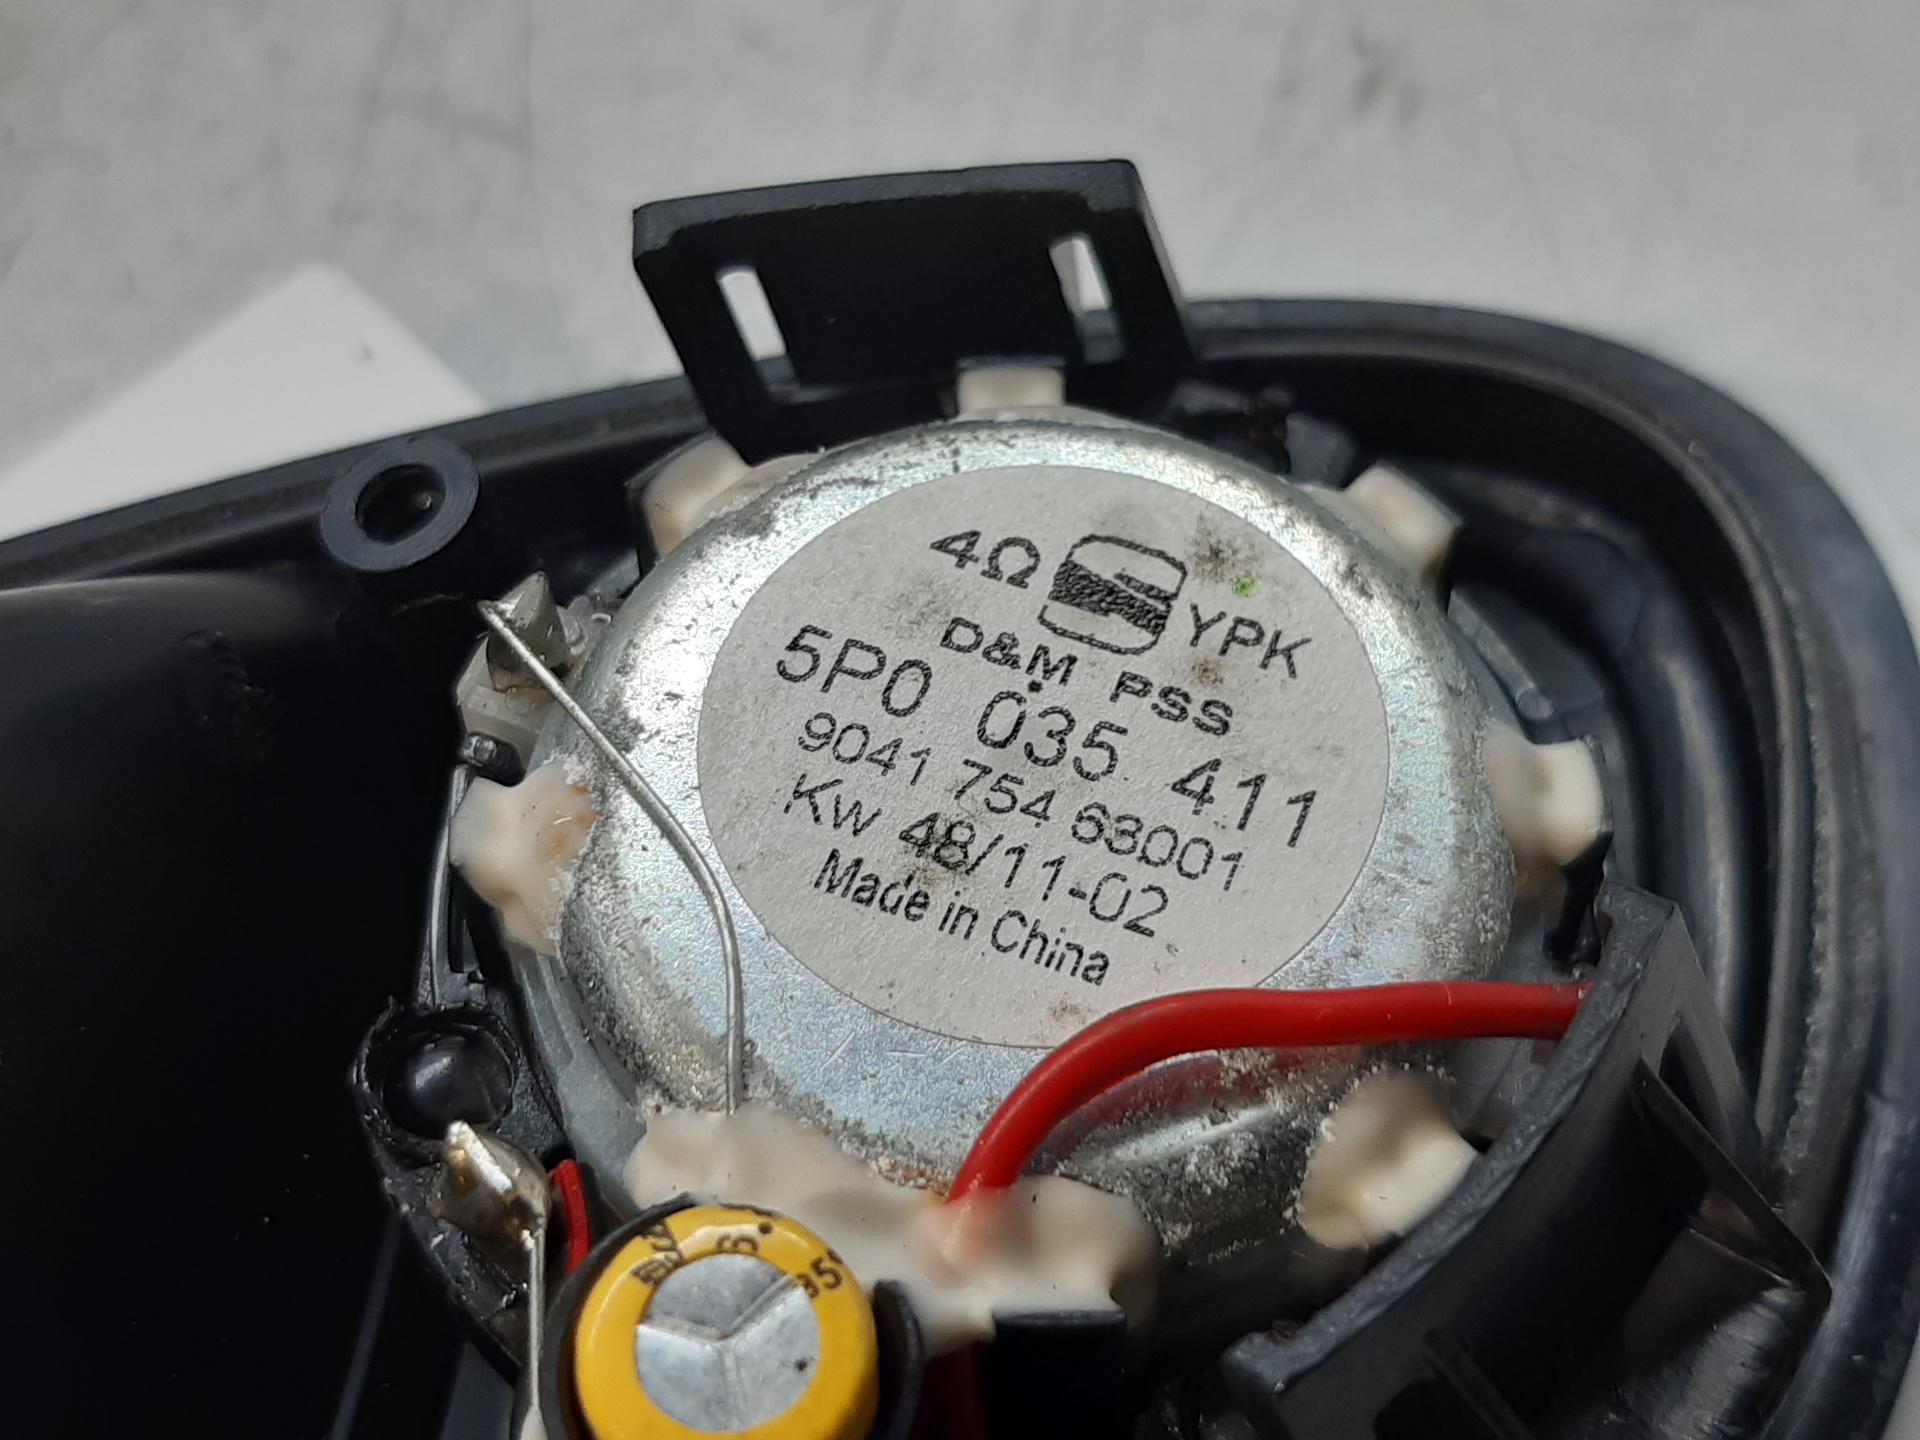 4Ω YPK
D&M PSS
5P0 035 411
9041 754 63001
Kw 48/11-02
Made in China